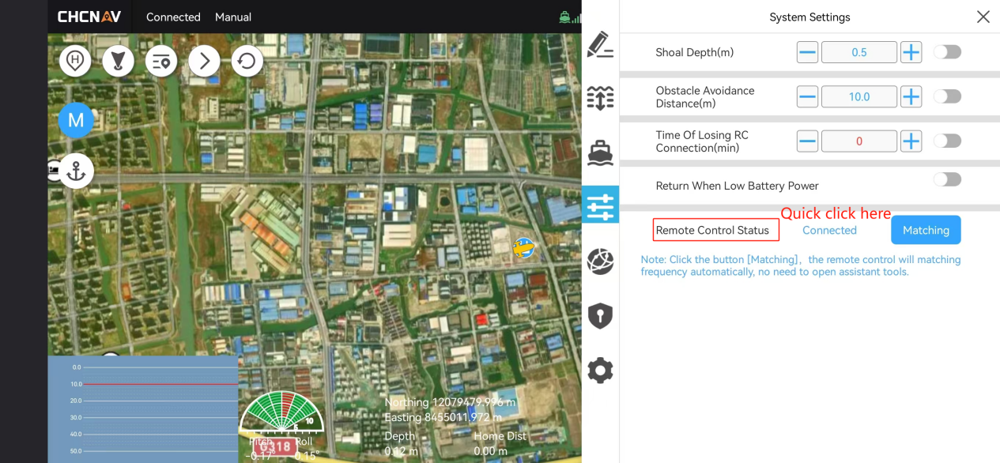 CHCNAV
Connected
Manual
H
M
0.0
10.0
20.0
30.0
40.0
50.0
10
5
Pitch
Roll
G318
-0.17°
0.15°
Northing 12079479.996 m
Easting 8455011.972 m
Depth
Home Dist
0.12 m
0.00 m
System Settings
Shoal Depth(m)
0.5
Obstacle Avoidance
Distance(m)
10.0
Time Of Losing RC
Connection(min)
0
Return When Low Battery Power
Quick click here
Remote Control Status
Connected
Matching
Note: Click the button [Matching], the remote control will matching
frequency automatically, no need to open assistant tools.